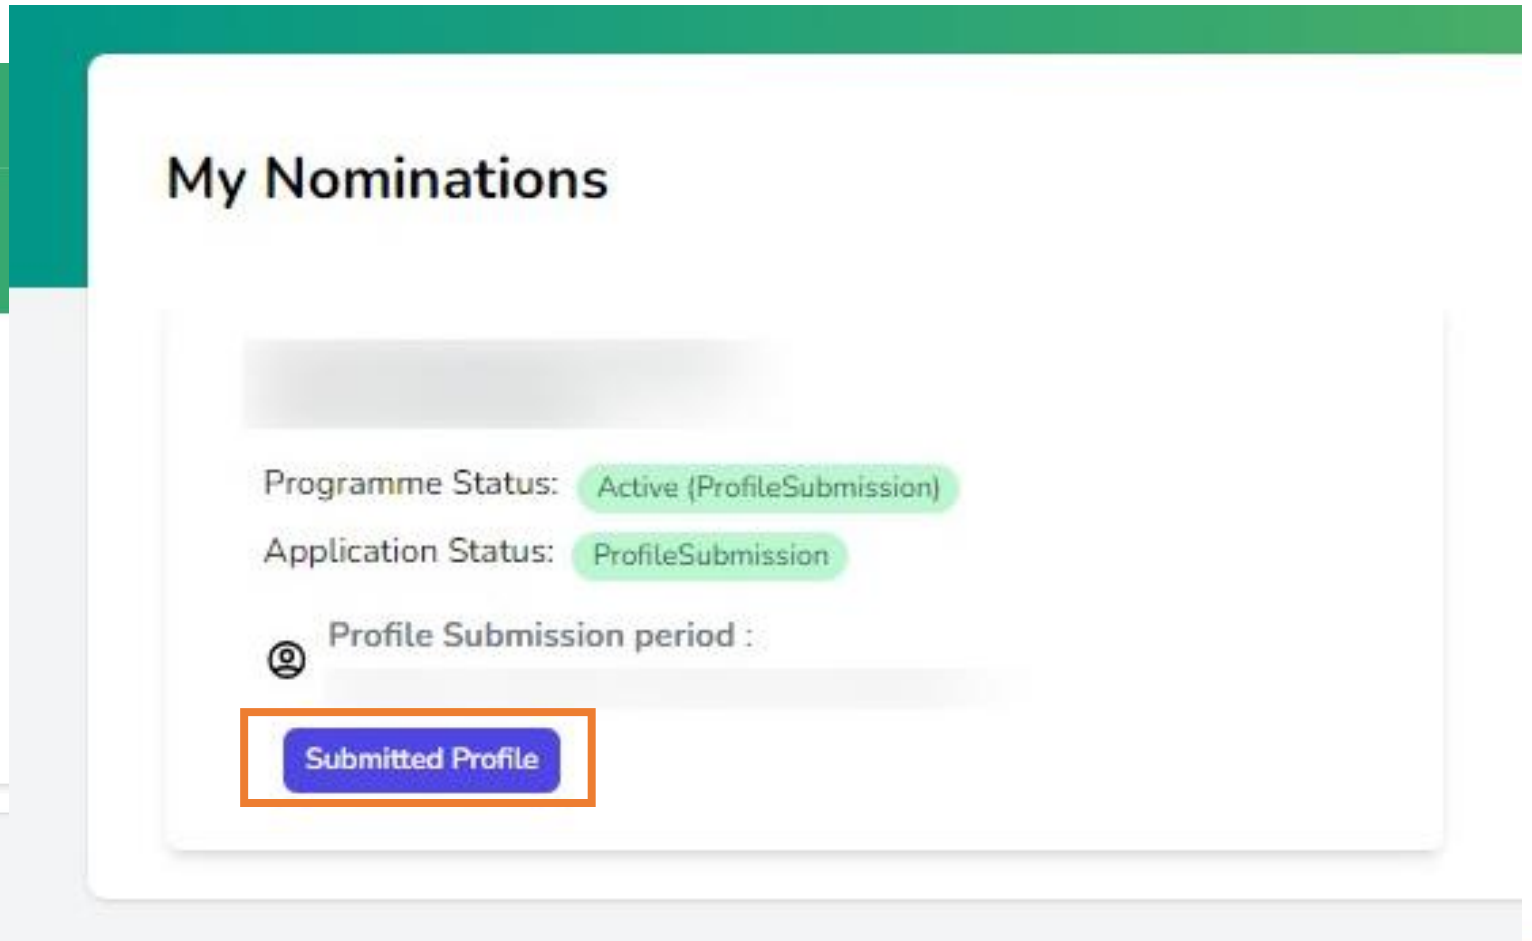 My Nominations
Programme Status: Active (ProfileSubmission)
Application Status: ProfileSubmission
Profile Submission period :
Submitted Profile